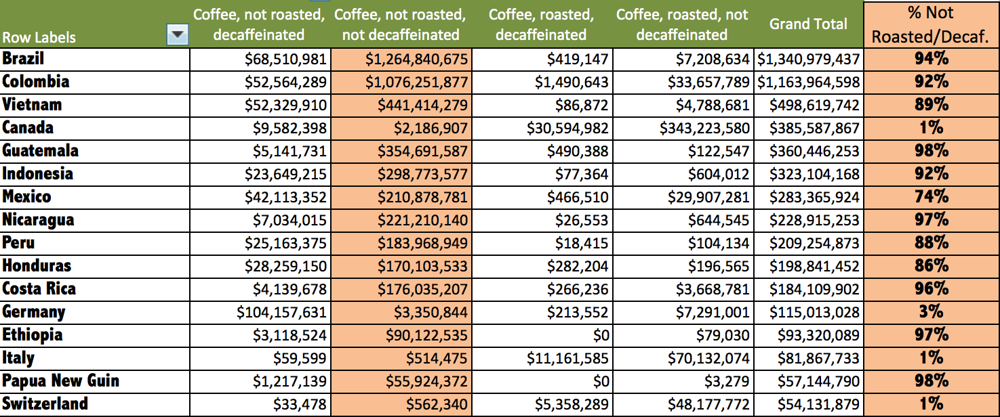 Row Labels Coffee, not roasted, decaffeinated Coffee, not roasted, not decaffeinated Coffee, roasted, decaffeinated Coffee, roasted, not decaffeinated Grand Total % Not Roasted/Decaf.
Brazil $68,510,981 $1,264,840,675 $419,147 $7,208,634 $1,340,979,437 94%
Colombia $52,564,289 $1,076,251,877 $1,490,643 $33,657,789 $1,163,964,598 92%
Vietnam $52,329,910 $441,414,279 $86,872 $4,788,681 $498,619,742 89%
Canada $9,582,398 $2,186,907 $30,594,982 $343,223,580 $385,587,867 1%
Guatemala $5,141,731 $354,691,587 $490,388 $122,547 $360,446,253 98%
Indonesia $23,649,215 $298,773,577 $77,364 $604,012 $323,104,168 92%
Mexico $42,113,352 $210,878,781 $466,510 $29,907,281 $283,365,924 74%
Nicaragua $7,034,015 $221,210,140 $26,553 $644,545 $228,915,253 97%
Peru $25,163,375 $183,968,949 $18,415 $104,134 $209,254,873 88%
Honduras $28,259,150 $170,103,533 $282,204 $196,565 $198,841,452 86%
Costa Rica $4,139,678 $176,035,207 $266,236 $3,668,781 $184,109,902 96%
Germany $104,157,631 $3,350,844 $213,552 $7,291,001 $115,013,028 3%
Ethiopia $3,118,524 $90,122,535 $0 $79,030 $93,320,089 97%
Italy $59,599 $514,475 $11,161,585 $70,132,074 $81,867,733 1%
Papua New Guin $1,217,139 $55,924,372 $0 $3,279 $57,144,790 98%
Switzerland $33,478 $562,340 $5,358,289 $48,177,772 $54,131,879 1%